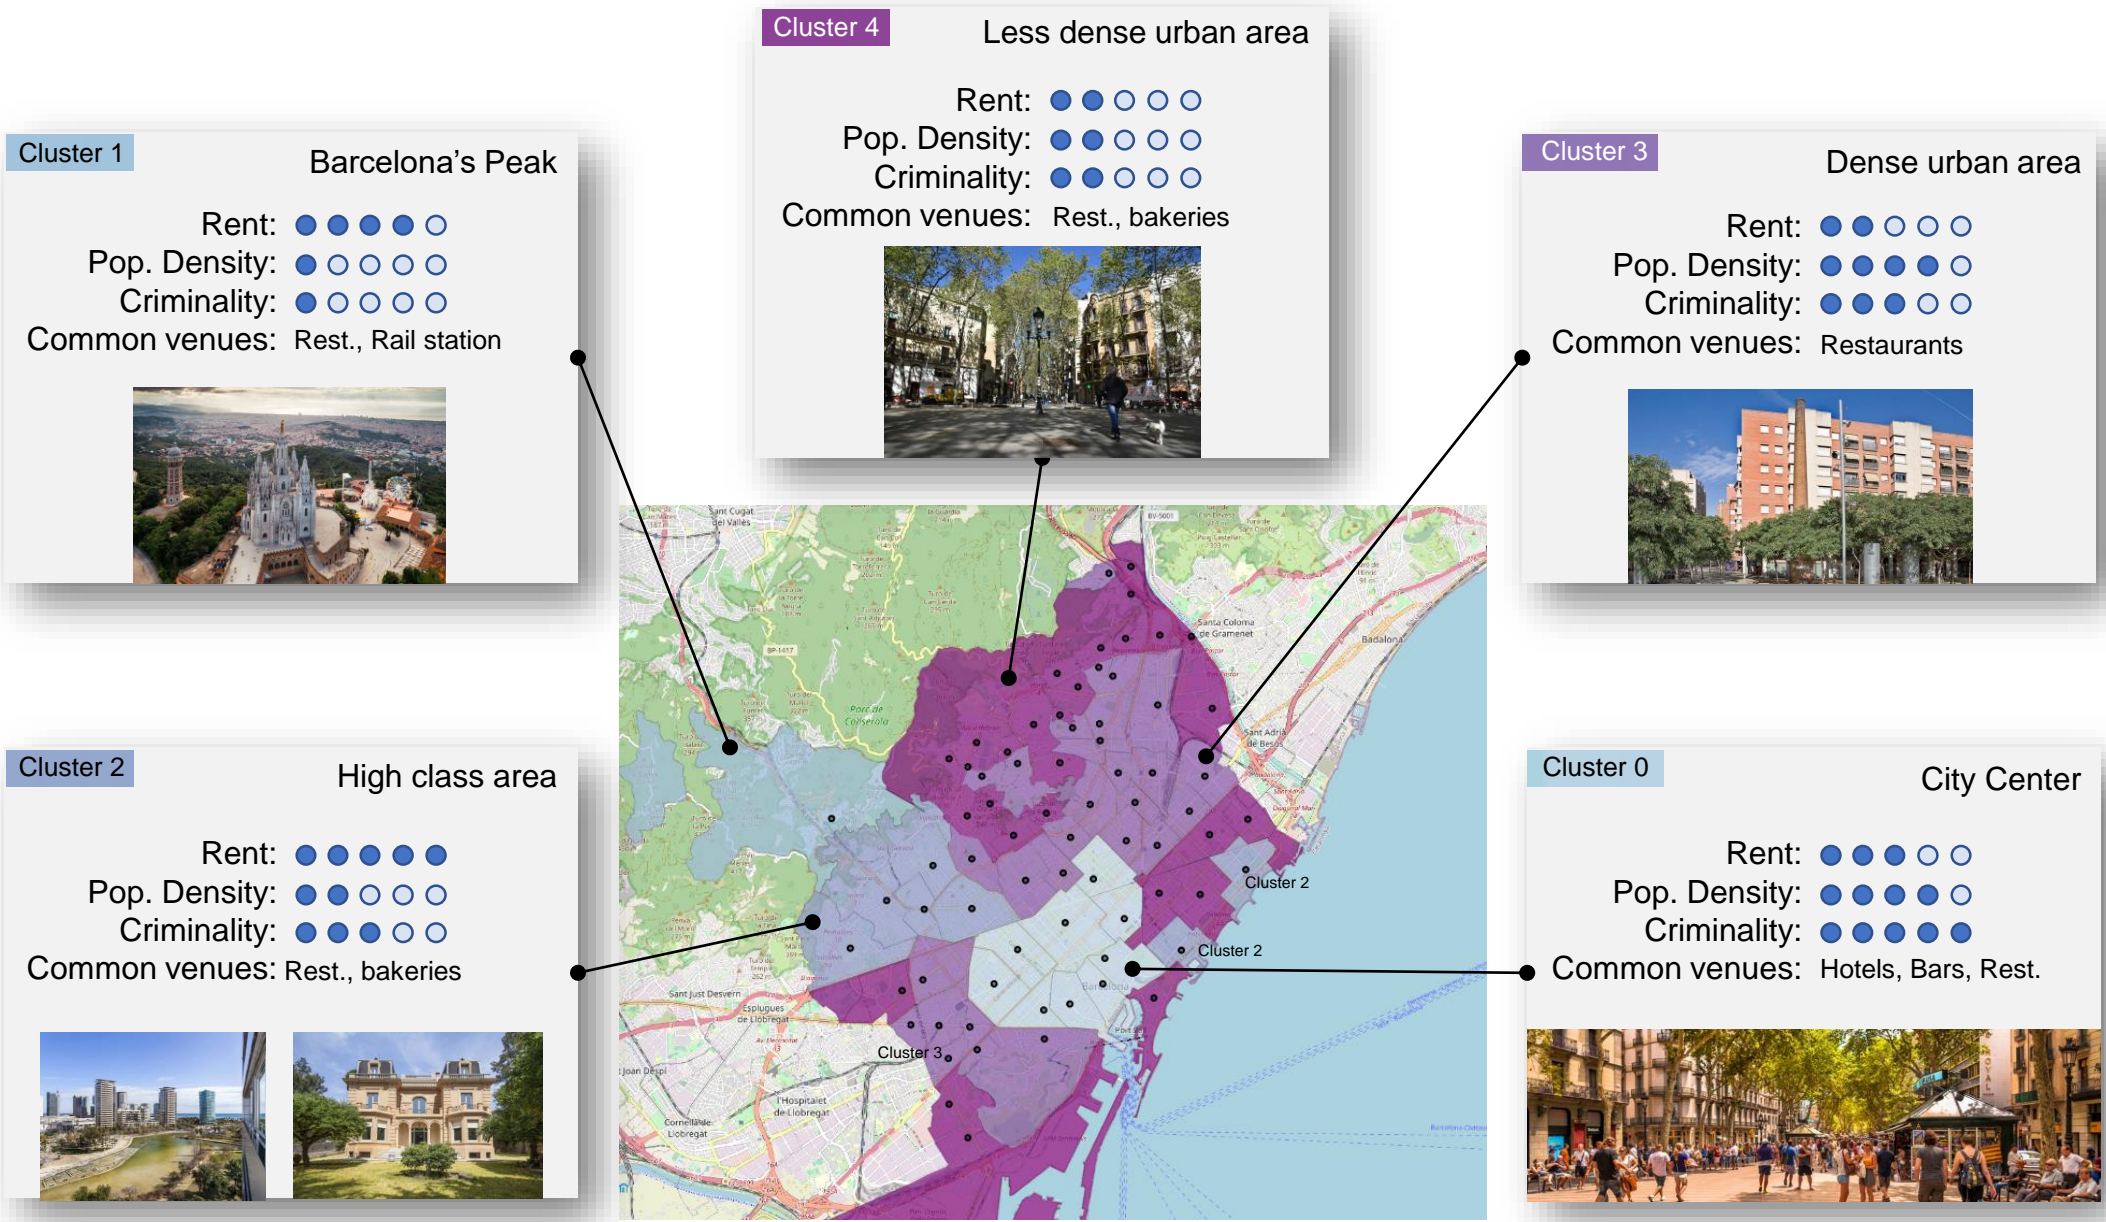 Cluster 4
Less dense urban area
Rent:
Pop. Density:
Criminality:
Common venues: Rest., bakeries
Cluster 1
Barcelona's Peak
Rent:
Pop. Density:
Criminality:
Common venues: Rest., Rail station
Cluster 3
Dense urban area
Rent:
Pop. Density:
Criminality:
Common venues: Restaurants
Cluster 2
High class area
Rent:
Pop. Density:
Criminality:
Common venues: Rest., bakeries
Cluster 0
City Center
Rent:
Pop. Density:
Criminality:
Common venues: Hotels, Bars, Rest.
Sant Cugat
del Vallès
BV-5001
Santa Coloma
de Gramenet
Badalona
BP-1417
Parc de
Sant Adrià
de Besòs
Cluster 2
Cluster 2
Barcelona
Sant Just Desvern
Esplugues
de Llobregat
Cluster 3
l'Hospitalet
de Llobregat
Cornellà de
Llobregat